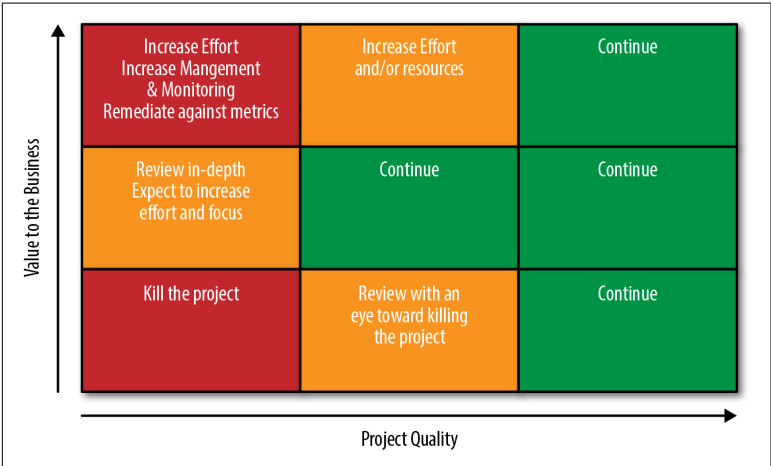 Increase Effort
Increase Mangement
& Monitoring
Remediate against metrics
Increase Effort
and/or resources
Continue
Review in-depth
Expect to increase
effort and focus
Continue
Continue
Kill the project
Review with an
eye toward killing
the project
Continue
Value to the Business
Project Quality